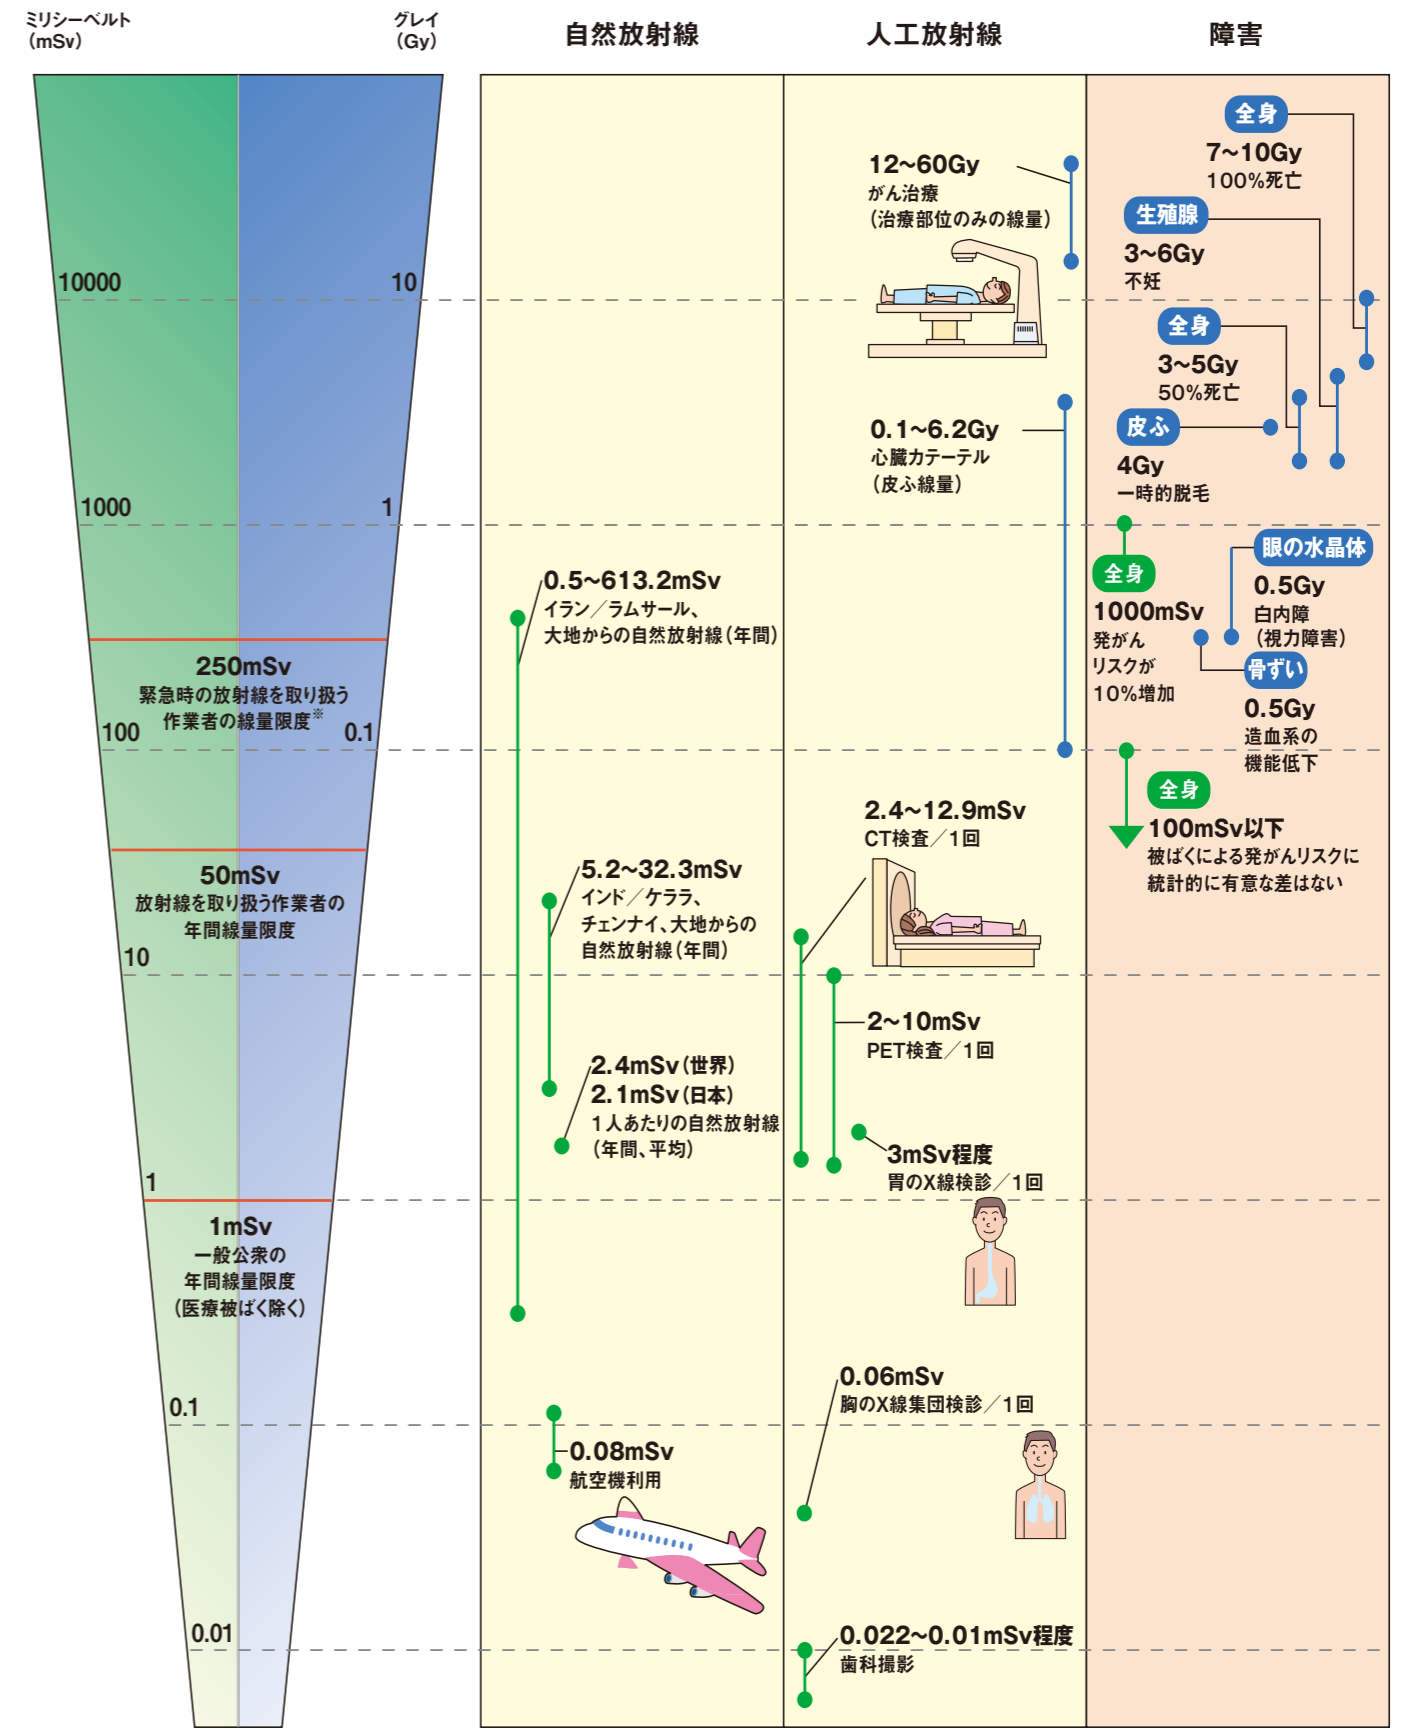 ミリシーベルト
（mSv）
グレイ
（Gy）
自然放射線
人工放射線
障害
10000
10
1000
1
250mSv
緊急時の放射線を取り扱う
作業者の線量限度※
100
0.1
50mSv
放射線を取り扱う作業者の
年間線量限度
10
1
1mSv
一般公衆の
年間線量限度
（医療被ばく除く）
0.1
0.01
0.5〜613.2mSv
イラン／ラムサール、
大地からの自然放射線（年間）
5.2〜32.3mSv
インド／ケララ、
チェンナイ、大地からの
自然放射線（年間）
2.4mSv（世界）
2.1mSv（日本）
1人あたりの自然放射線
（年間、平均）
0.08mSv
航空機利用
12〜60Gy
がん治療
（治療部位のみの線量）
0.1〜6.2Gy
心臓カテーテル
（皮ふ線量）
2.4〜12.9mSv
CT検査／1回
2〜10mSv
PET検査／1回
3mSv程度
胃のX線検診／1回
0.06mSv
胸のX線集団検診／1回
0.022〜0.01mSv程度
歯科撮影
全身
7〜10Gy
100%死亡
生殖腺
3〜6Gy
不妊
全身
3〜5Gy
50%死亡
皮ふ
4Gy
一時的脱毛
全身
1000mSv
発がん
リスクが
10%増加
眼の水晶体
0.5Gy
白内障
（視力障害）
骨ずい
0.5Gy
造血系の
機能低下
全身
100mSv以下
被ばくによる発がんリスクに
統計的に有意な差はない